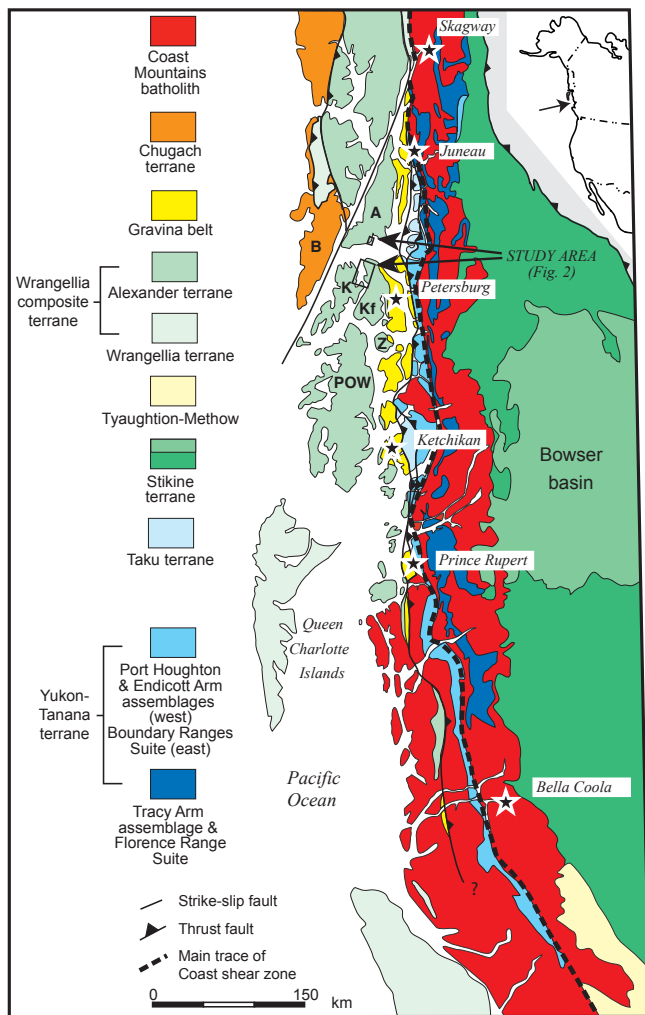 Coast
Mountains
batholith
Chugach
terrane
Gravina belt
Wrangellia
composite
terrane
Alexander terrane
Wrangellia terrane
Tyaughtion-Methow
Stikine
terrane
Taku terrane
Yukon-
Tanana
terrane
Port Houghton
& Endicott Arm
assemblages
(west)
Boundary Ranges
Suite (east)
Tracy Arm
assemblage &
Florence Range
Suite
Strike-slip fault
Thrust fault
Main trace of
Coast shear zone
0 150
km
Skagway
Juneau
A
B
STUDY AREA
(Fig. 2)
K
Petersburg
Kf
Z
POW
Ketchikan
Bowser
basin
Prince Rupert
Queen
Charlotte
Islands
Pacific
Ocean
Bella Coola
?